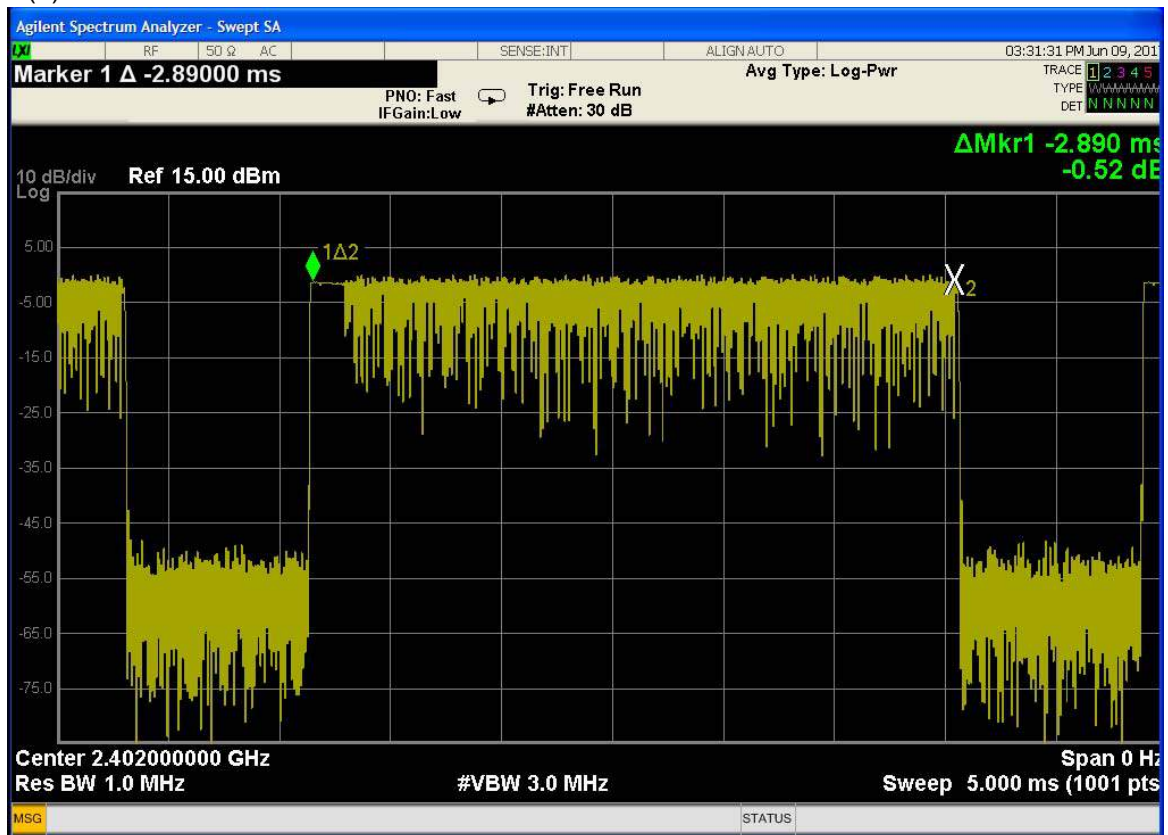 Agilent Spectrum Analyzer - Swept SA
LXI RF 50 Ω AC SENSE:INT ALIGN AUTO 03:31:31 PM Jun 09, 201
Marker 1 Δ -2.89000 ms Avg Type: Log-Pwr TRACE 1 2 3 4 5
PNO: Fast Trig: Free Run TYPE
IFGain:Low #Atten: 30 dB DET N N N N N
ΔMkr1 -2.890 ms
10 dB/div Ref 15.00 dBm -0.52 dB
Log
5.00
1Δ2
-5.00
X2
-15.0
-25.0
-35.0
-45.0
-55.0
-65.0
-75.0
Center 2.402000000 GHz Span 0 Hz
Res BW 1.0 MHz #VBW 3.0 MHz Sweep 5.000 ms (1001 pts
MSG STATUS